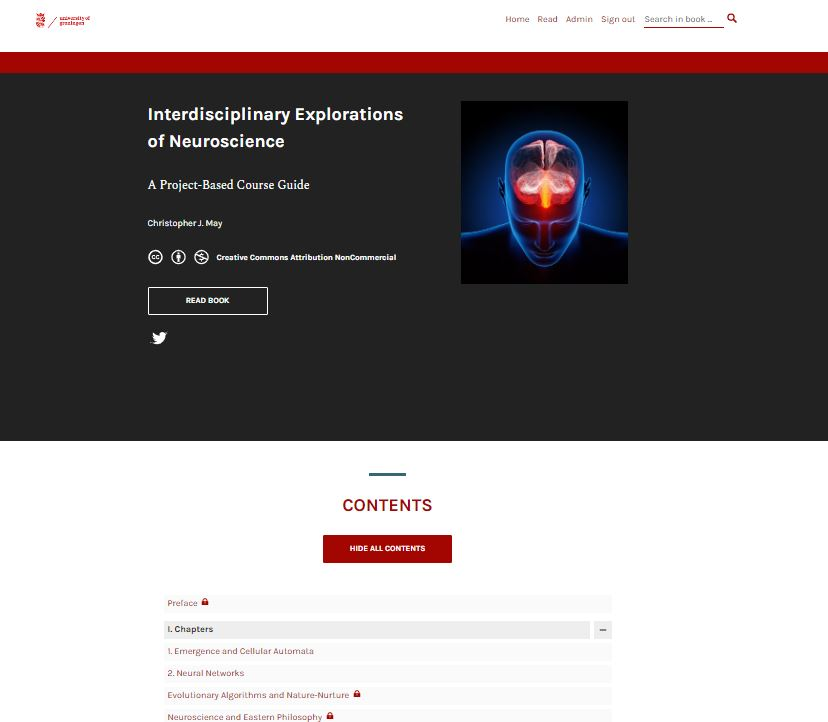 university of
groningen
Home Read Admin Sign out Search in book ...
Interdisciplinary Explorations
of Neuroscience
A Project-Based Course Guide
Christopher J. May
cc Creative Commons Attribution NonCommercial
READ BOOK
CONTENTS
HIDE ALL CONTENTS
Preface
I. Chapters
1. Emergence and Cellular Automata
2. Neural Networks
Evolutionary Algorithms and Nature-Nurture
Neuroscience and Eastern Philosophy